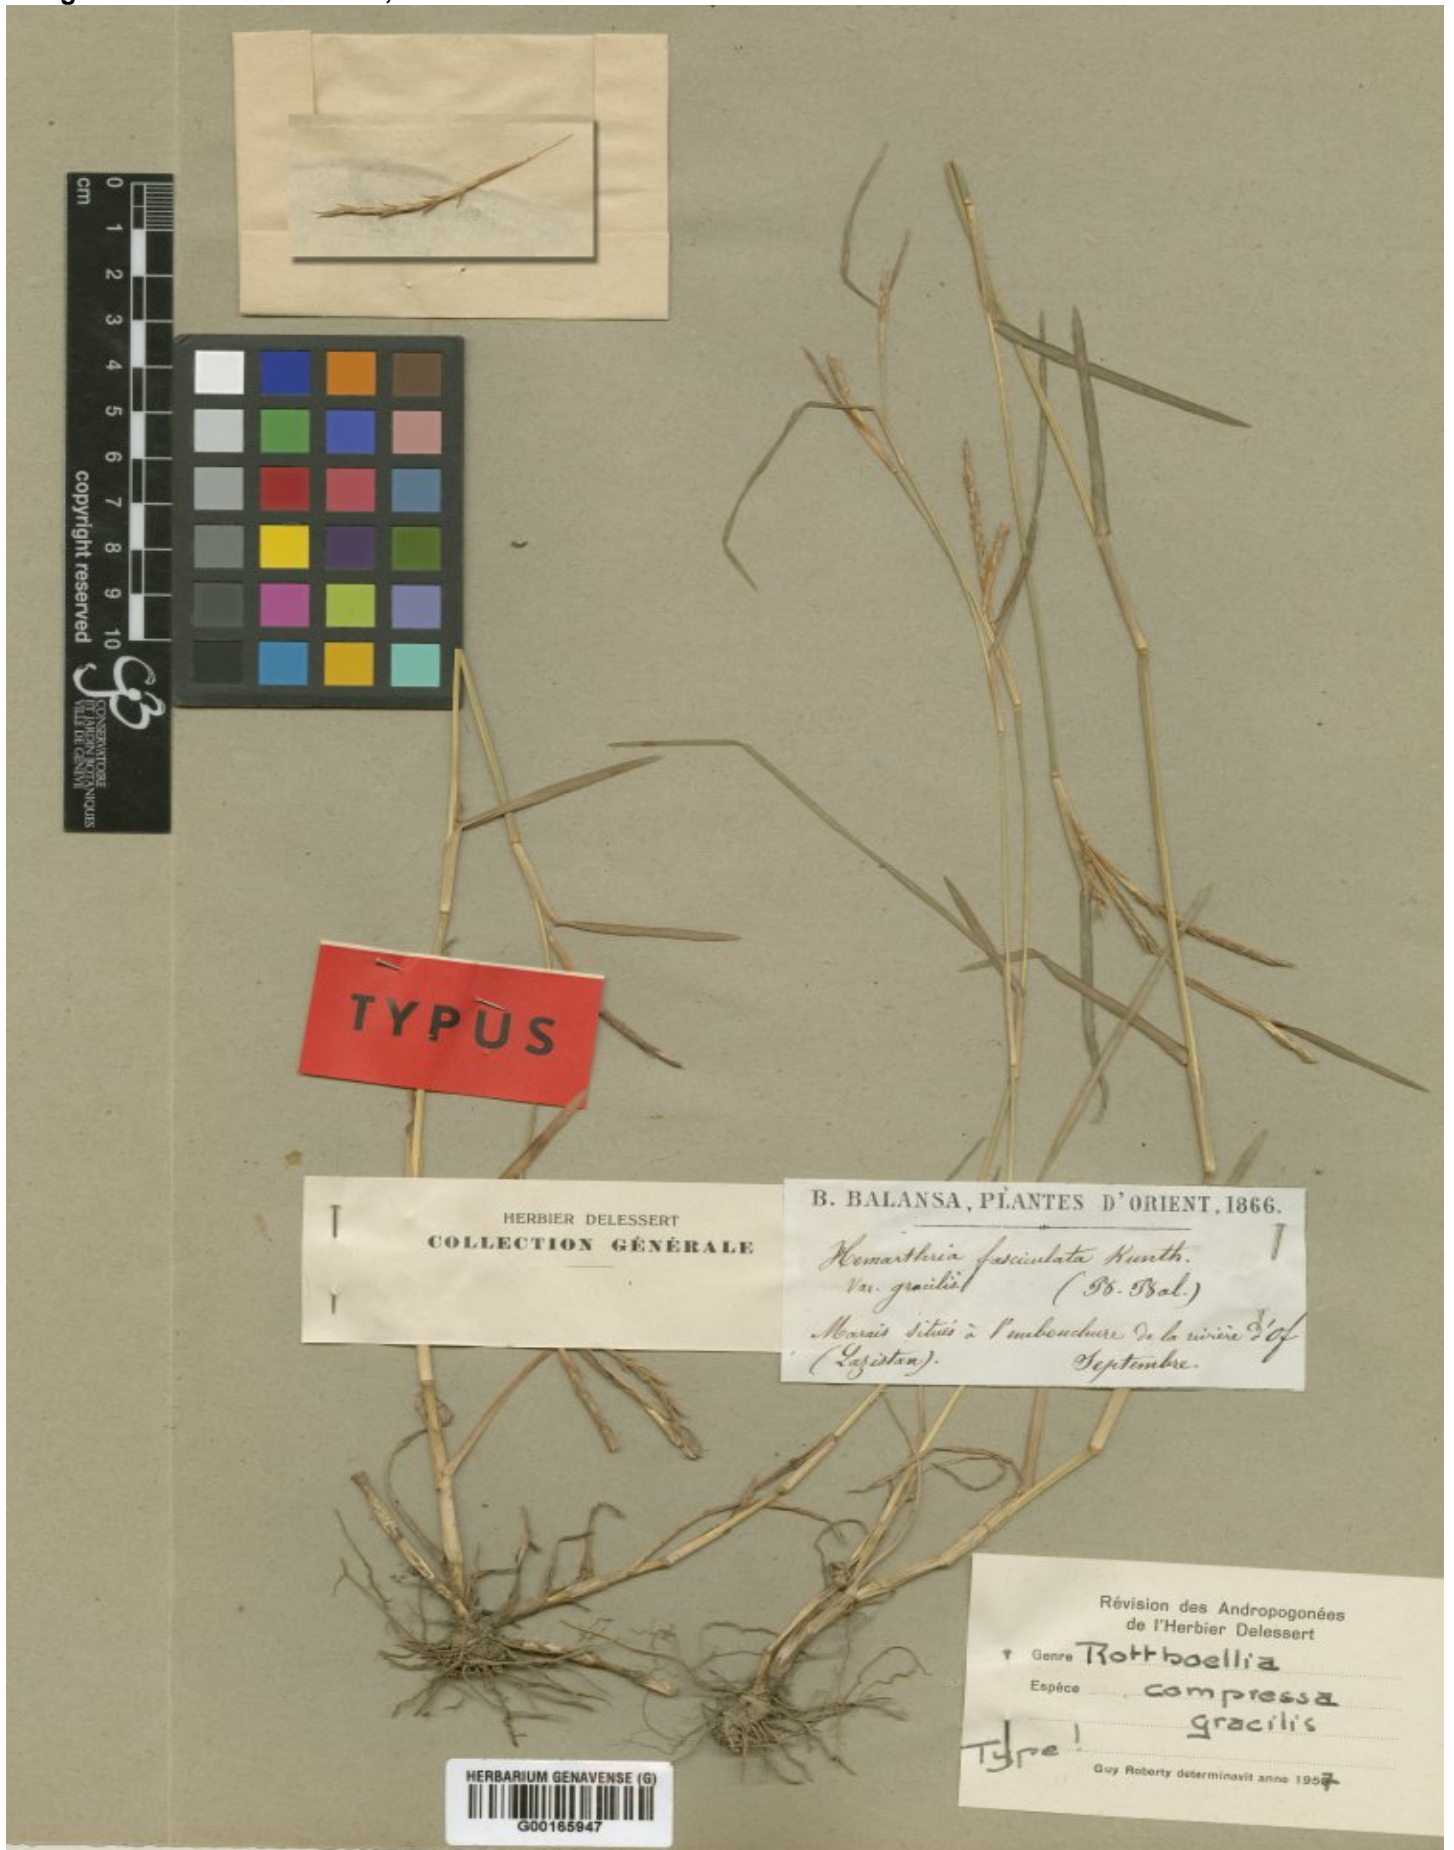 0 1 2 3 4 5 6 7 8 9 10
cm
copyright reserved
CONSERVATOIRE
ET JARDIN BOTANIQUES
VILLE DE GENÈVE
TYPUS
HERBIER DELESSERT
COLLECTION GÉNÉRALE
B. BALANSA, PLANTES D'ORIENT, 1866.
Hemarthria fasciculata Kunth.
Var. gracilis (B. Bal.)
Marais situés à l'embouchure de la rivière d'Of
(Lazistan). Septembre.
Révision des Andropogonées
de l'Herbier Delessert
Genre Rottboellia
Espèce compressa
gracilis
Type!
Guy Roberty determinavit anno 1957
HERBARIUM GENAVENSE (G)
G00165947